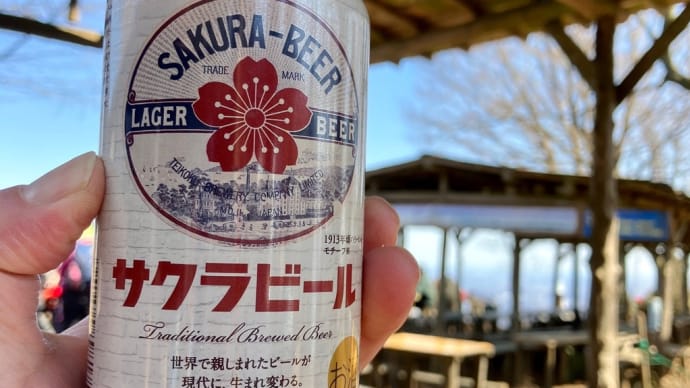 SAKURA-BEER
TRADE MARK
LAGER BEER
TEIKOKU BREWERY COMPANY LIMITED
サクラビール
Traditional Brewed Beer
世界で親しまれたビールが
現代に、生まれ変わる。